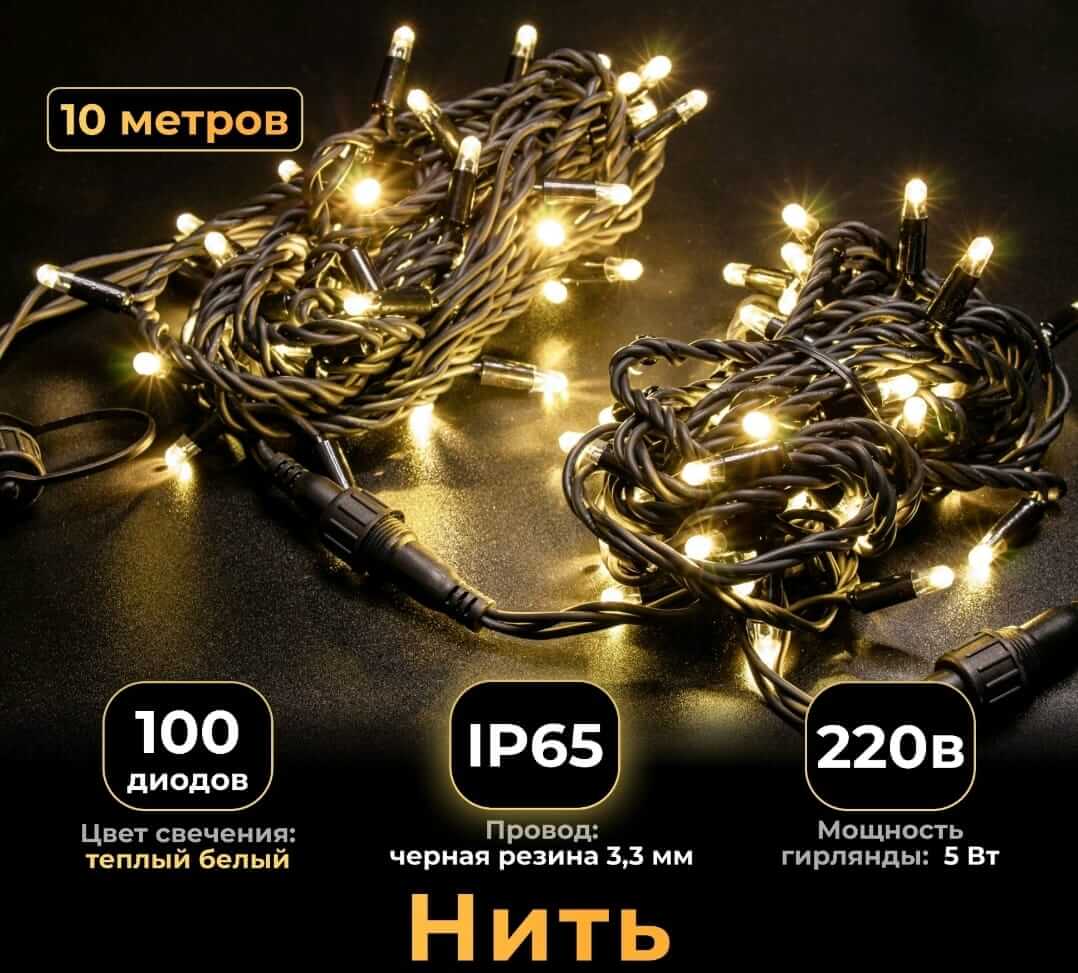 10 метров
100
диодов
Цвет свечения:
теплый белый
IP65
Провод:
черная резина 3,3 мм
220в
Мощность
гирлянды: 5 Вт
Нить